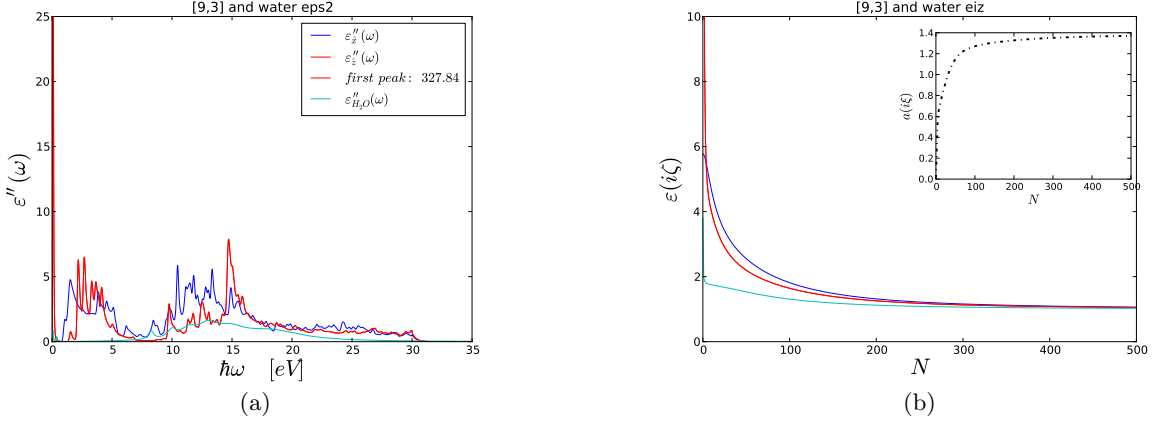 [9,3] and water eps2
25
20
15
10
5
0
ε''(ω)
ε''_x̂(ω)
ε''_ẑ(ω)
first peak: 327.84
ε''_{H_2O}(ω)
0 5 10 15 20 25 30 35
ħω [eV]
(a)
[9,3] and water eiz
10
8
6
4
2
0
ε(iζ)
1.4
1.2
1.0
0.8
0.6
0.4
0.2
0.0
a(iξ)
0 100 200 300 400 500
N
0 100 200 300 400 500
N
(b)